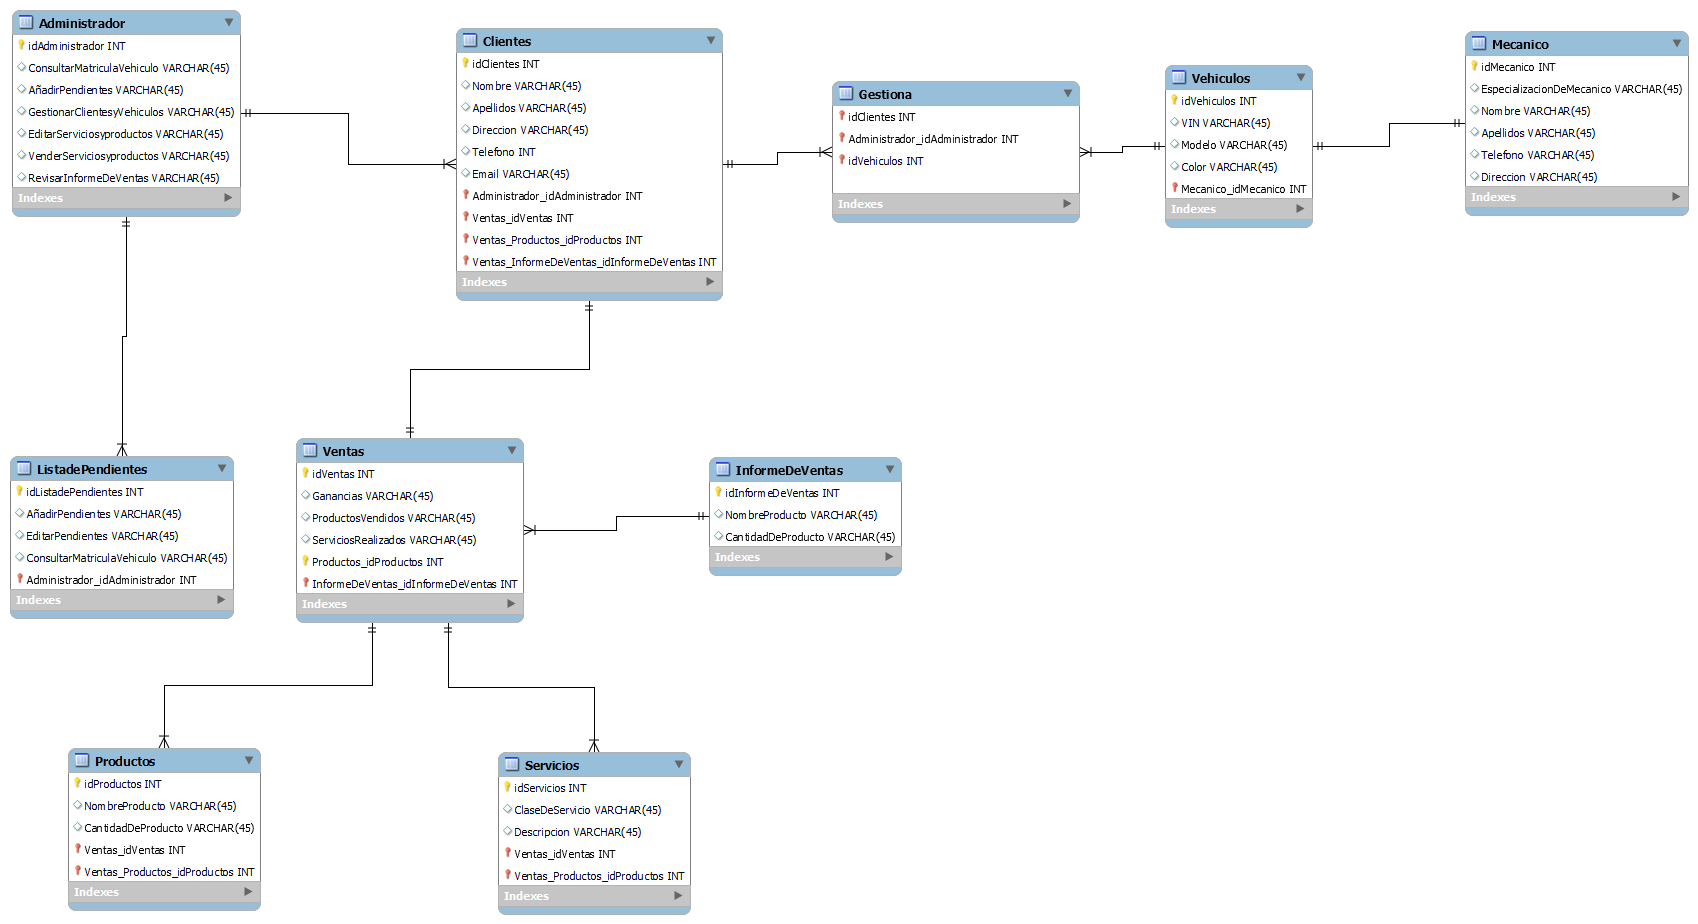 Administrador
idAdministrador INT
ConsultarMatriculaVehiculo VARCHAR(45)
AñadirPendientes VARCHAR(45)
GestionarClientesyVehiculos VARCHAR(45)
EditarServiciosyproductos VARCHAR(45)
VenderServiciosyproductos VARCHAR(45)
RevisarInformeDeVentas VARCHAR(45)
Indexes
Clientes
idClientes INT
Nombre VARCHAR(45)
Apellidos VARCHAR(45)
Direccion VARCHAR(45)
Telefono INT
Email VARCHAR(45)
Administrador_idAdministrador INT
Ventas_idVentas INT
Ventas_Productos_idProductos INT
Ventas_InformeDeVentas_idInformeDeVentas INT
Indexes
Gestiona
idClientes INT
Administrador_idAdministrador INT
idVehiculos INT
Indexes
Vehiculos
idVehiculos INT
VIN VARCHAR(45)
Modelo VARCHAR(45)
Color VARCHAR(45)
Mecanico_idMecanico INT
Indexes
Mecanico
idMecanico INT
EspecializacionDeMecanico VARCHAR(45)
Nombre VARCHAR(45)
Apellidos VARCHAR(45)
Telefono VARCHAR(45)
Direccion VARCHAR(45)
Indexes
ListadePendientes
idListadePendientes INT
AñadirPendientes VARCHAR(45)
EditarPendientes VARCHAR(45)
ConsultarMatriculaVehiculo VARCHAR(45)
Administrador_idAdministrador INT
Indexes
Ventas
idVentas INT
Ganancias VARCHAR(45)
ProductosVendidos VARCHAR(45)
ServiciosRealizados VARCHAR(45)
Productos_idProductos INT
InformeDeVentas_idInformeDeVentas INT
Indexes
InformeDeVentas
idInformeDeVentas INT
NombreProducto VARCHAR(45)
CantidadDeProducto VARCHAR(45)
Indexes
Productos
idProductos INT
NombreProducto VARCHAR(45)
CantidadDeProducto VARCHAR(45)
Ventas_idVentas INT
Ventas_Productos_idProductos INT
Indexes
Servicios
idServicios INT
ClaseDeServicio VARCHAR(45)
Descripcion VARCHAR(45)
Ventas_idVentas INT
Ventas_Productos_idProductos INT
Indexes